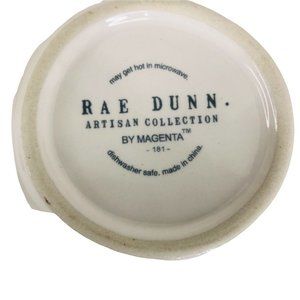 may get hot in microwave.
RAE DUNN.
ARTISAN COLLECTION
BY MAGENTA™
- 181 -
dishwasher safe. made in china.